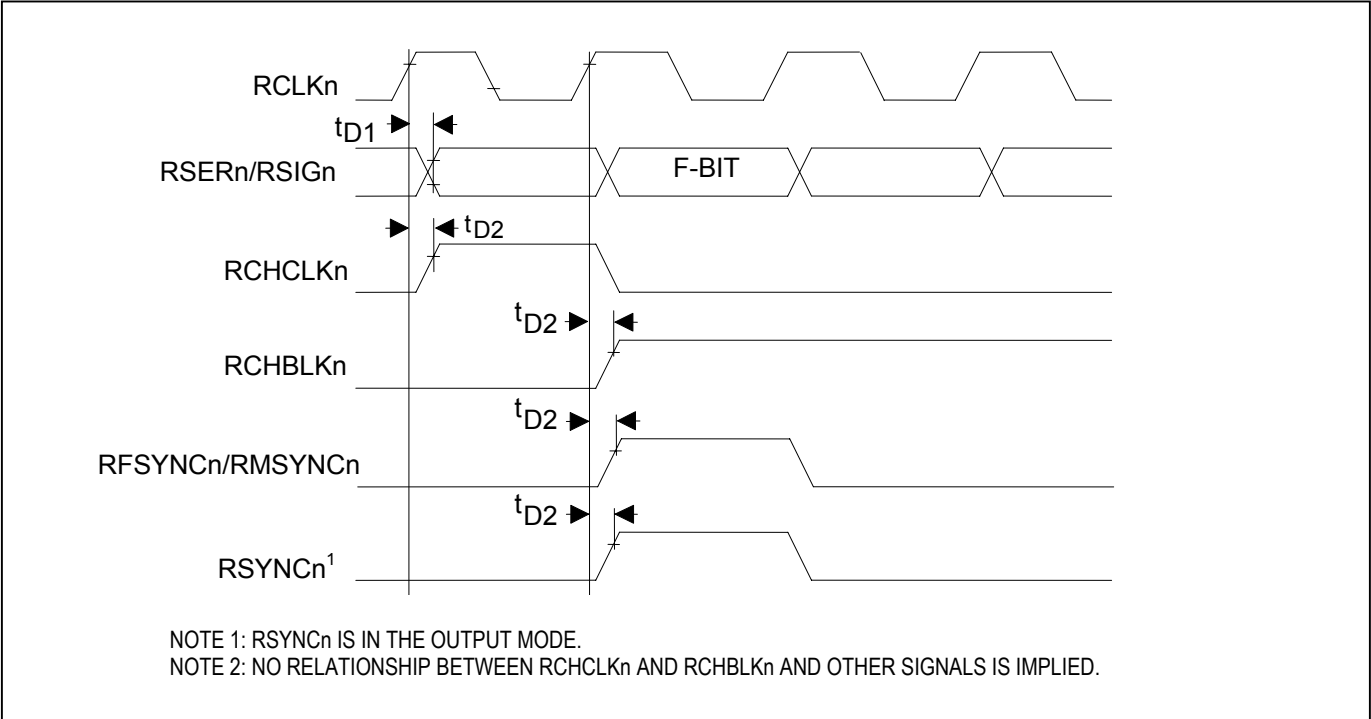 RCLKn
tD1
RSERn/RSIGn
F-BIT
tD2
RCHCLKn
tD2
RCHBLKn
tD2
RFSYNCn/RMSYNCn
tD2
RSYNCn1
NOTE 1: RSYNCn IS IN THE OUTPUT MODE.
NOTE 2: NO RELATIONSHIP BETWEEN RCHCLKn AND RCHBLKn AND OTHER SIGNALS IS IMPLIED.